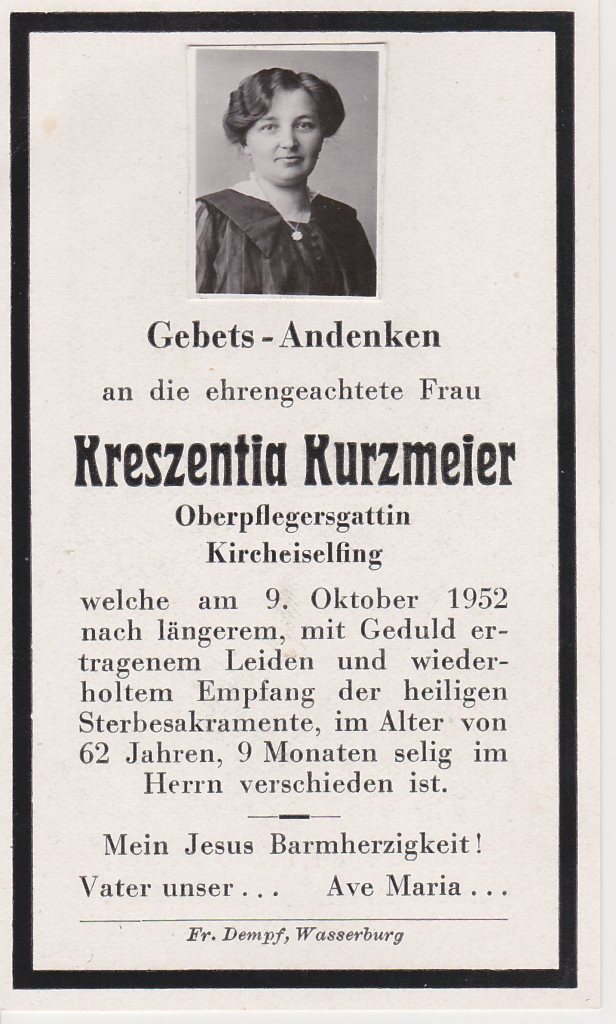 Gebets-Andenken
an die ehrengeachtete Frau
Kreszentia Kurzmeier
Oberpflegersgattin
Kircheiselfing
welche am 9. Oktober 1952
nach längerem, mit Geduld er-
tragenem Leiden und wieder-
holtem Empfang der heiligen
Sterbesakramente, im Alter von
62 Jahren, 9 Monaten selig im
Herrn verschieden ist.
Mein Jesus Barmherzigkeit!
Vater unser... Ave Maria...
Fr. Dempf, Wasserburg